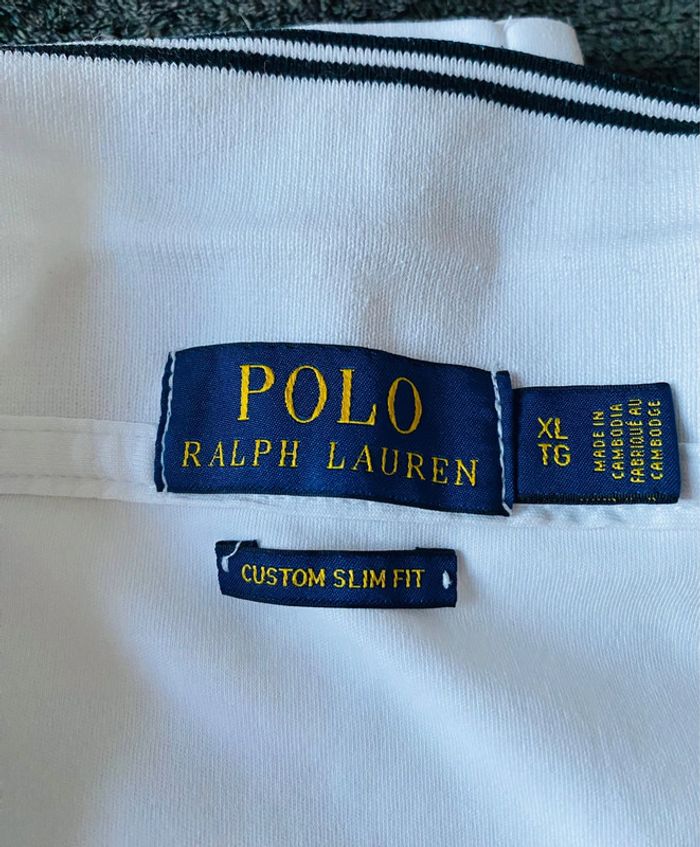 POLO
RALPH LAUREN
XL
TG
MADE IN
CAMBODIA
FABRIQUÉ AU
CAMBODGE
CUSTOM SLIM FIT